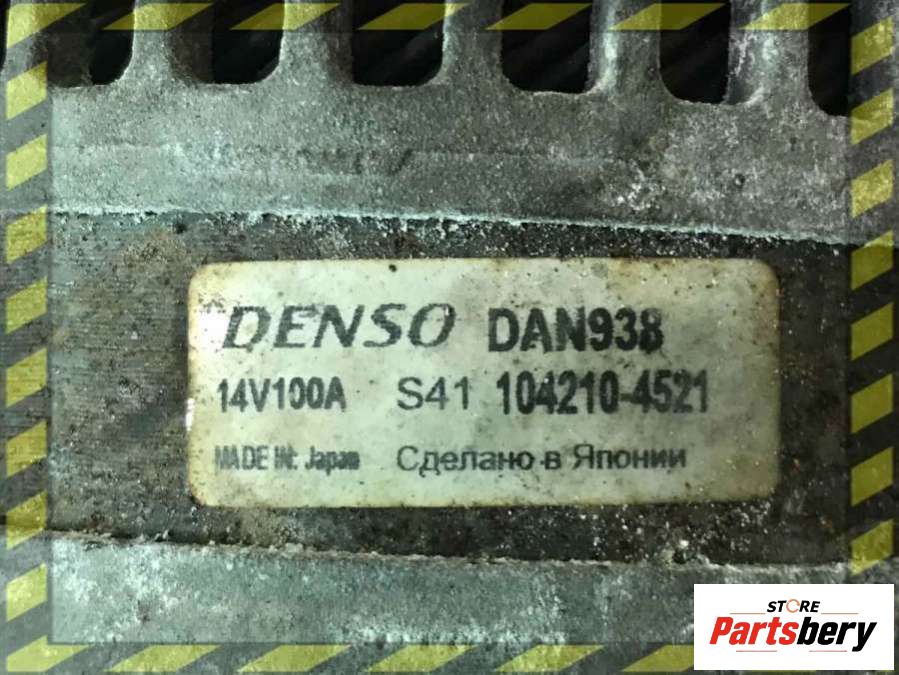 DENSO DAN938
14V100A S41 104210-4521
MADE IN: Japan Сделано в Японии
STORE
Partsbery